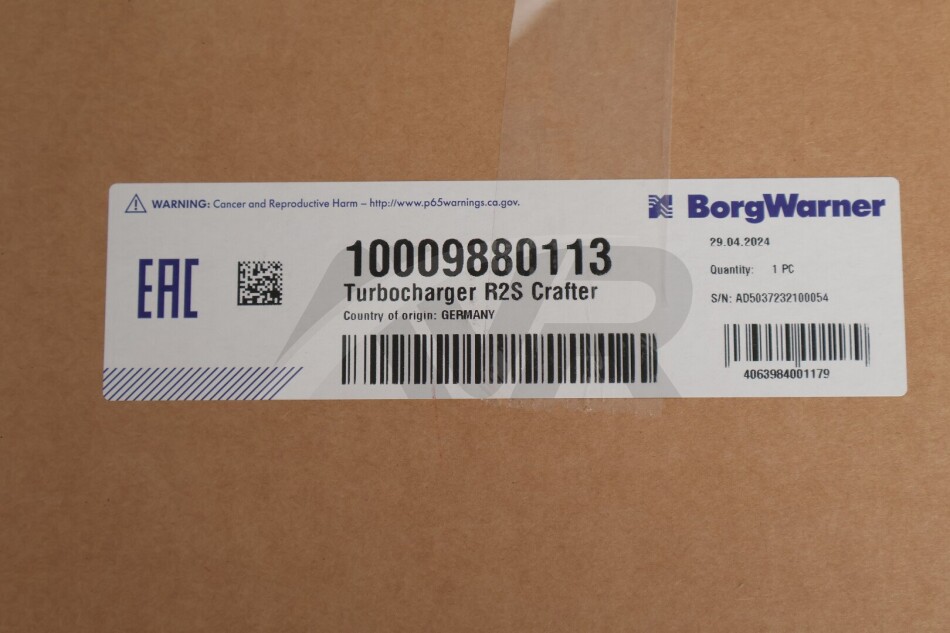 WARNING: Cancer and Reproductive Harm – http://www.p65warnings.ca.gov.
BorgWarner
EAC
10009880113
Turbocharger R2S Crafter
Country of origin: GERMANY
29.04.2024
Quantity: 1 PC
S/N: AD5037232100054
4063984001179
AVR